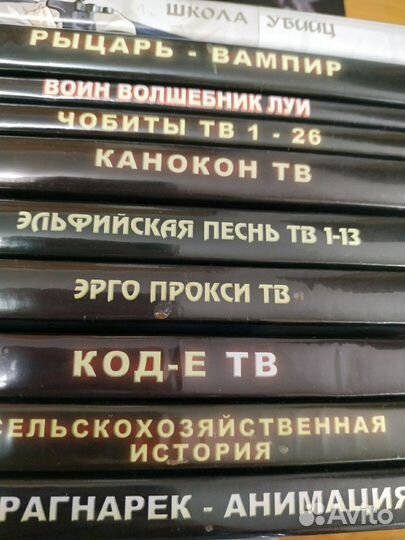 ШКОЛА УБИЙЦ
РЫЦАРЬ - ВАМПИР
ВОИН ВОЛШЕБНИК ЛУИ
ЧОБИТЫ ТВ 1 - 26
КАНОКОН ТВ
ЭЛЬФИЙСКАЯ ПЕСНЬ ТВ 1-13
ЭРГО ПРОКСИ ТВ
КОД-Е ТВ
СЕЛЬСКОХОЗЯЙСТВЕННАЯ
ИСТОРИЯ
РАГНАРЕК - АНИМАЦИЯ
Avito